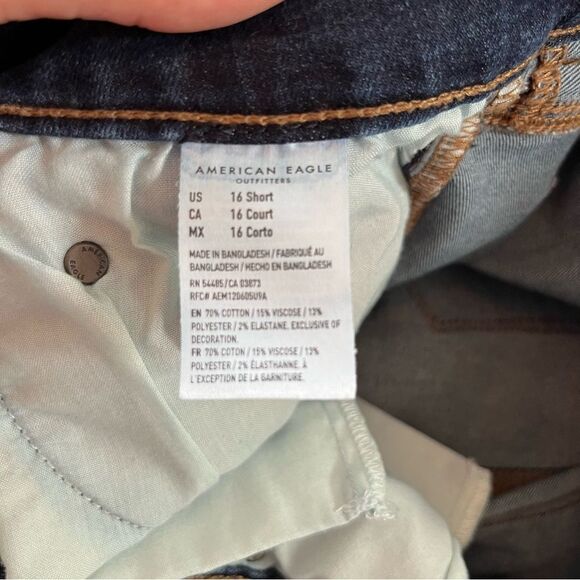 AMERICAN EAGLE
OUTFITTERS
US 16 Short
CA 16 Court
MX 16 Corto
MADE IN BANGLADESH / FABRIQUÉ AU
BANGLADESH / HECHO EN BANGLADESH
RN 54485 / CA 03873
RFC# AEM120605U9A
EN 70% COTTON / 15% VISCOSE / 13%
POLYESTER / 2% ELASTANE. EXCLUSIVE OF
DECORATION.
FR 70% COTON / 15% VISCOSE / 13%
POLYESTER / 2% ÉLASTHANNE. À
L'EXCEPTION DE LA GARNITURE.
AMERICAN
EAGLE